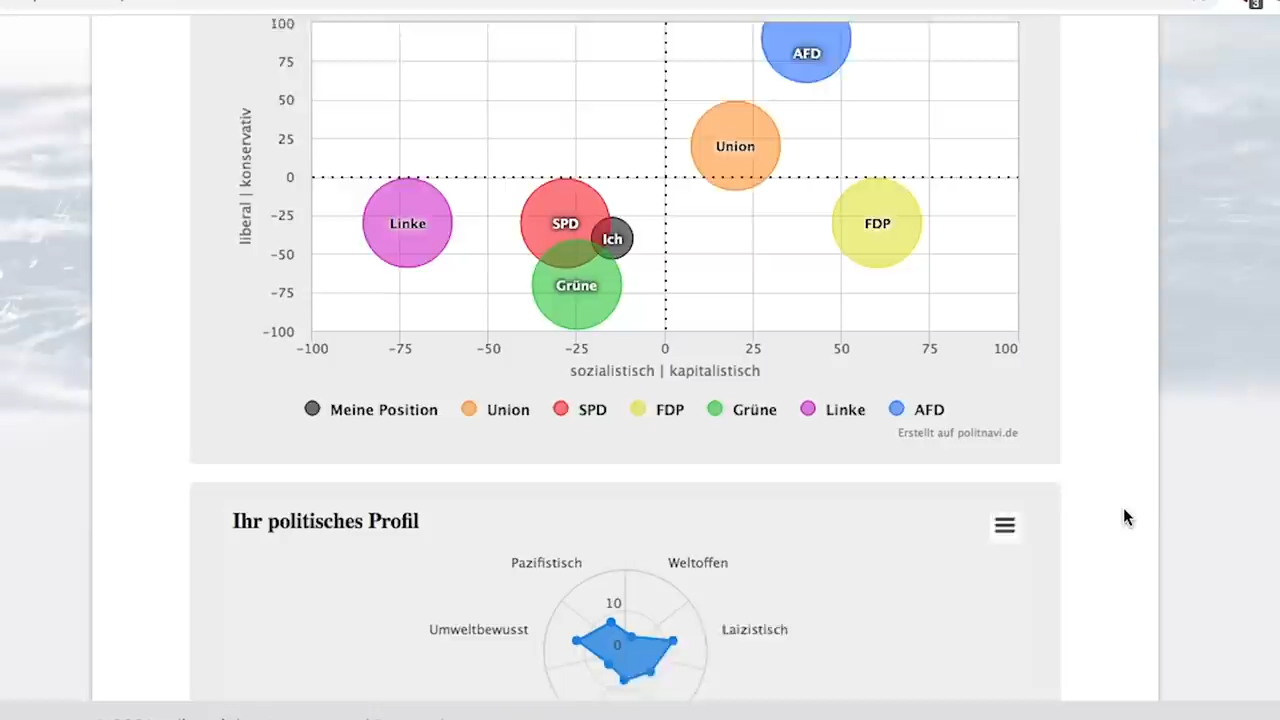 3
100
75
50
25
0
−25
−50
−75
−100
liberal | konservativ
AFD
Union
Linke
SPD
Ich
FDP
Grüne
−100 −75 −50 −25 0 25 50 75 100
sozialistisch | kapitalistisch
Meine Position Union SPD FDP Grüne Linke AFD
Erstellt auf politnavi.de
Ihr politisches Profil
Pazifistisch Weltoffen
10
Umweltbewusst Laizistisch
0